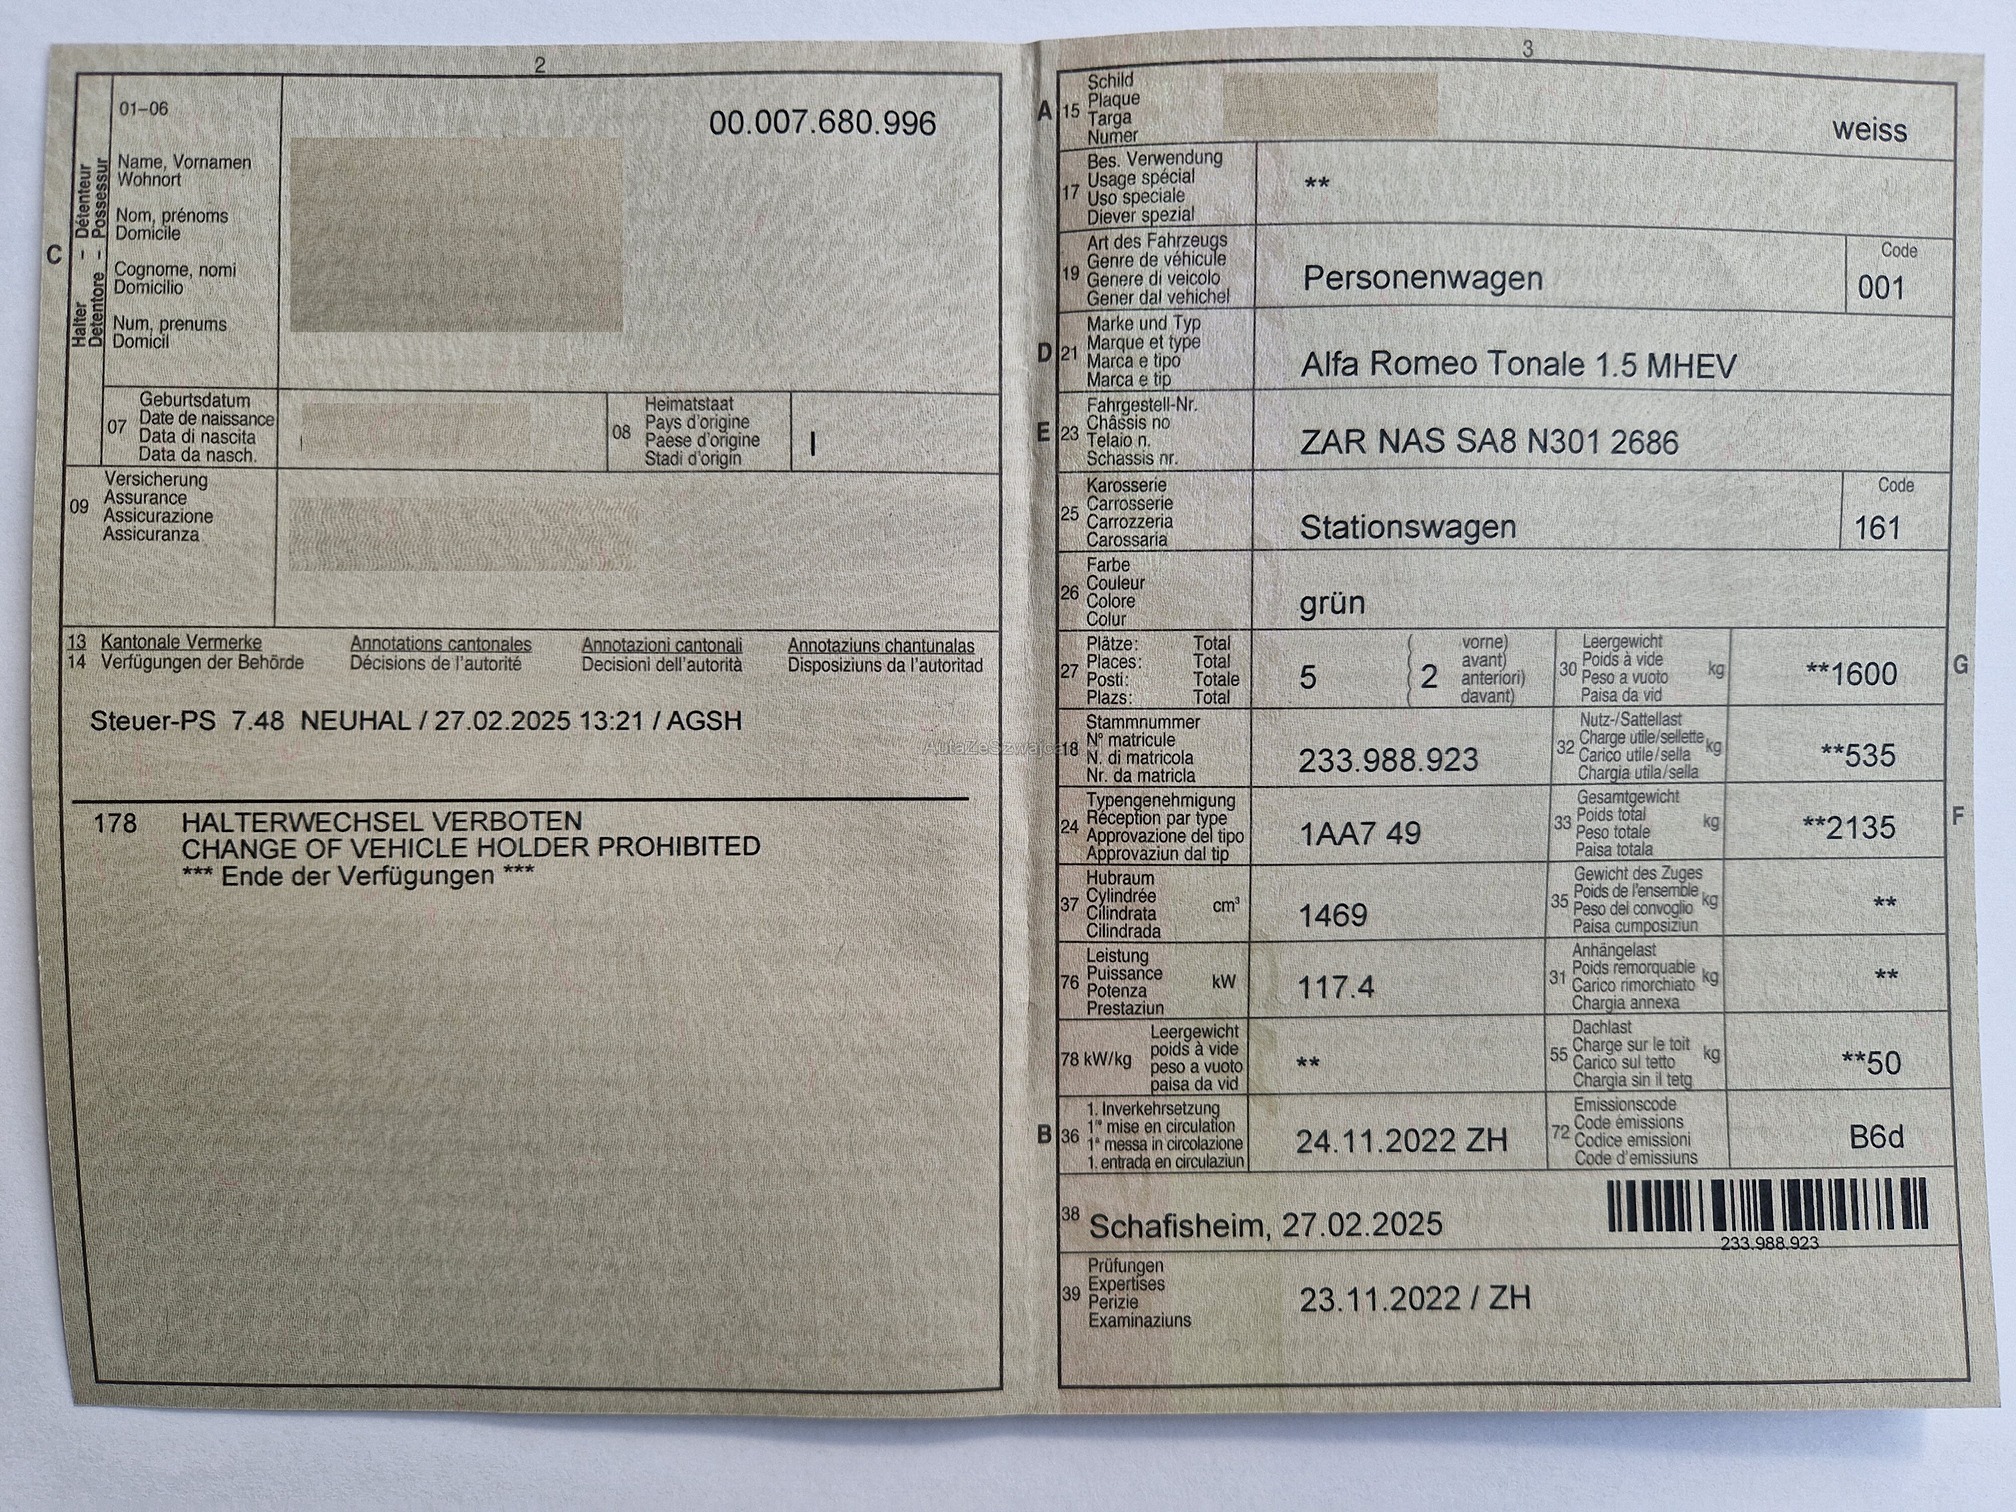 2
01-06
00.007.680.996
Halter – Détenteur
Detentore – Possessur
C
Name, Vornamen
Wohnort
Nom, prénoms
Domicile
Cognome, nomi
Domicilio
Num, prenums
Domicil
07
Geburtsdatum
Date de naissance
Data di nascita
Data da nasch.
08
Heimatstaat
Pays d'origine
Paese d'origine
Stadi d'origin
I
09
Versicherung
Assurance
Assicurazione
Assicuranza
13 Kantonale Vermerke Annotations cantonales Annotazioni cantonali Annotaziuns chantunalas
14 Verfügungen der Behörde Décisions de l'autorité Decisioni dell'autorità Disposiziuns da l'autoritad
Steuer-PS 7.48 NEUHAL / 27.02.2025 13:21 / AGSH
178 HALTERWECHSEL VERBOTEN
CHANGE OF VEHICLE HOLDER PROHIBITED
*** Ende der Verfügungen ***
3
A 15
Schild
Plaque
Targa
Numer
weiss
17
Bes. Verwendung
Usage spécial
Uso speciale
Diever spezial
**
19
Art des Fahrzeugs
Genre de véhicule
Genere di veicolo
Gener dal vehichel
Personenwagen
Code
001
D 21
Marke und Typ
Marque et type
Marca e tipo
Marca e tip
Alfa Romeo Tonale 1.5 MHEV
E 23
Fahrgestell-Nr.
Châssis no
Telaio n.
Schassis nr.
ZAR NAS SA8 N301 2686
25
Karosserie
Carrosserie
Carrozzeria
Carossaria
Stationswagen
Code
161
26
Farbe
Couleur
Colore
Colur
grün
27
Plätze: Total
Places: Total
Posti: Totale
Plazs: Total
5
2
vorne)
avant)
anteriori)
davant)
30
Leergewicht
Poids à vide
Peso a vuoto
Paisa da vid
kg
**1600
G
18
Stammnummer
N° matricule
N. di matricola
Nr. da matricla
233.988.923
32
Nutz-/Sattellast
Charge utile/sellette
Carico utile/sella
Chargia utila/sella
kg
**535
24
Typengenehmigung
Réception par type
Approvazione del tipo
Approvaziun dal tip
1AA7 49
33
Gesamtgewicht
Poids total
Peso totale
Paisa totala
kg
**2135
F
37
Hubraum
Cylindrée
Cilindrata
Cilindrada
cm³
1469
35
Gewicht des Zuges
Poids de l'ensemble
Peso del convoglio
Paisa cumposiziun
kg
**
76
Leistung
Puissance
Potenza
Prestaziun
kW
117.4
31
Anhängelast
Poids remorquable
Carico rimorchiato
Chargia annexa
kg
**
78 kW/kg
Leergewicht
poids à vide
peso a vuoto
paisa da vid
**
55
Dachlast
Charge sur le toit
Carico sul tetto
Chargia sin il tetg
kg
**50
B 36
1. Inverkehrsetzung
1re mise en circulation
1a messa in circolazione
1. entrada en circulaziun
24.11.2022 ZH
72
Emissionscode
Code émissions
Codice emissioni
Code d'emissiuns
B6d
38
Schafisheim, 27.02.2025
233.988.923
39
Prüfungen
Expertises
Perizie
Examinaziuns
23.11.2022 / ZH